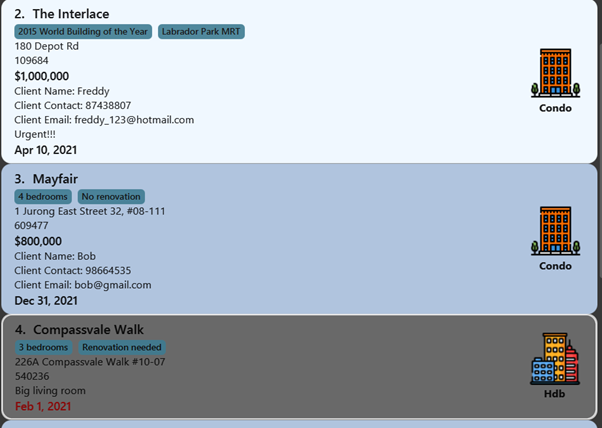 2. The Interlace
2015 World Building of the Year Labrador Park MRT
180 Depot Rd
109684
$1,000,000
Client Name: Freddy
Client Contact: 87438807
Client Email: freddy_123@hotmail.com
Urgent!!!
Apr 10, 2021
Condo
3. Mayfair
4 bedrooms No renovation
1 Jurong East Street 32, #08-111
609477
$800,000
Client Name: Bob
Client Contact: 98664535
Client Email: bob@gmail.com
Dec 31, 2021
Condo
4. Compassvale Walk
3 bedrooms Renovation needed
226A Compassvale Walk #10-07
540236
Big living room
Feb 1, 2021
Hdb